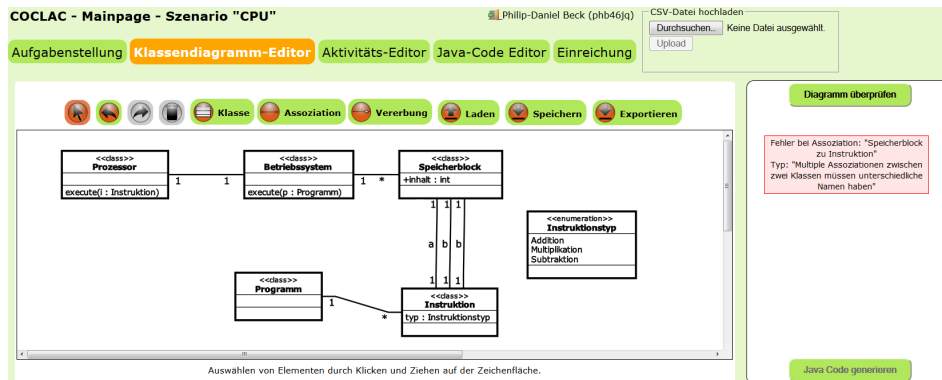 COCLAC - Mainpage - Szenario "CPU"
Philip-Daniel Beck (phb46jq)
CSV-Datei hochladen
Durchsuchen... Keine Datei ausgewählt.
Upload
Aufgabenstellung Klassendiagramm-Editor Aktivitäts-Editor Java-Code Editor Einreichung
Klasse Assoziation Vererbung Laden Speichern Exportieren
<<class>>
Prozessor
execute(i : Instruktion)
1 1
<<class>>
Betriebssystem
execute(p : Programm)
1 *
<<class>>
Speicherblock
+inhalt : int
1 1 1
a b b
1 1 1
<<enumeration>>
Instruktionstyp
Addition
Multiplikation
Subtraktion
<<class>>
Programm
1
*
<<class>>
Instruktion
typ : Instruktionstyp
Auswählen von Elementen durch Klicken und Ziehen auf der Zeichenfläche.
Diagramm überprüfen
Fehler bei Assoziation: "Speicherblock
zu Instruktion"
Typ: "Multiple Assoziationen zwischen
zwei Klassen müssen unterschiedliche
Namen haben"
Java Code generieren